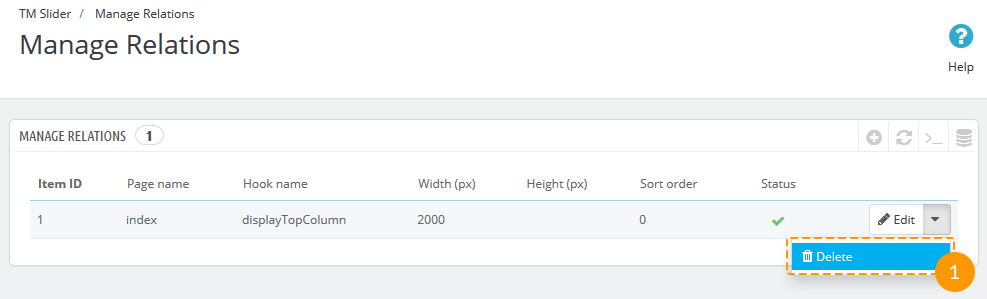 TM Slider / Manage Relations
Manage Relations
Help
MANAGE RELATIONS 1
Item ID Page name Hook name Width (px) Height (px) Sort order Status
1 index displayTopColumn 2000 0 Edit
Delete
1